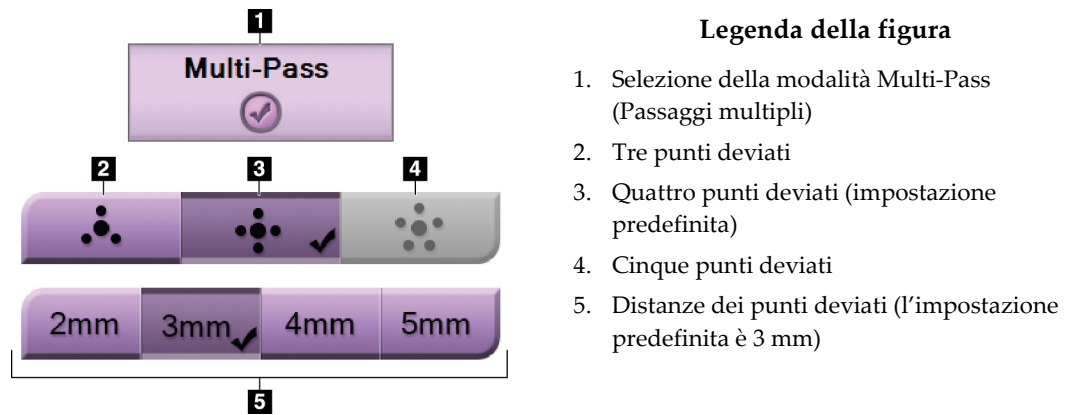 1
Multi-Pass
2
3
4
2mm
3mm
4mm
5mm
5
Legenda della figura
1. Selezione della modalità Multi-Pass
(Passaggi multipli)
2. Tre punti deviati
3. Quattro punti deviati (impostazione
predefinita)
4. Cinque punti deviati
5. Distanze dei punti deviati (l’impostazione
predefinita è 3 mm)